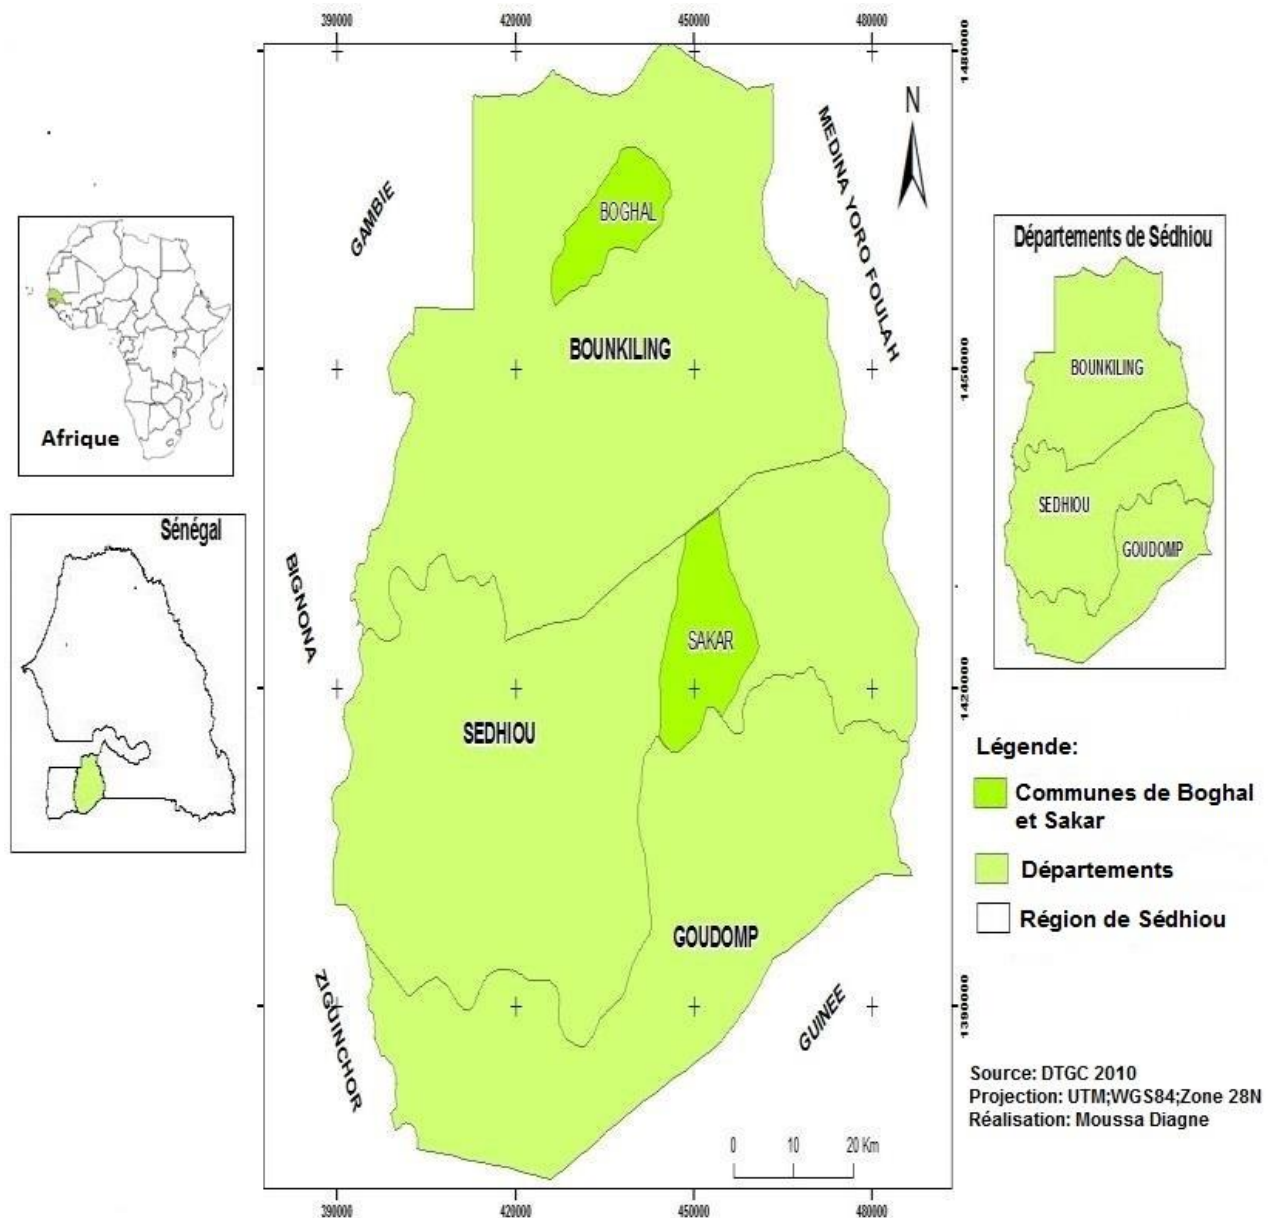 390000
420000
450000
480000
1480000
N
GAMBIE
MEDINA YORO FOULAH
BOGHAL
BOUNKILING
1450000
Afrique
Départements de Sédhiou
BOUNKILING
SEDHIOU
GOUDOMP
Sénégal
BIGNONA
SAKAR
SEDHIOU
1420000
Légende:
Communes de Boghal
et Sakar
Départements
Région de Sédhiou
GOUDOMP
ZIGUINCHOR
GUINEE
1390000
Source: DTGC 2010
Projection: UTM;WGS84;Zone 28N
Réalisation: Moussa Diagne
0 10 20 Km
390000
420000
450000
480000